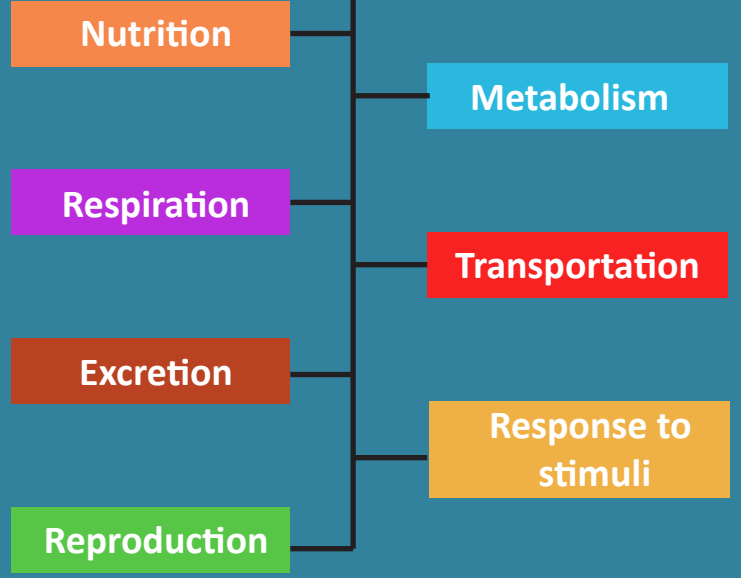 Nutrition
Metabolism
Respiration
Transportation
Excretion
Response to
stimuli
Reproduction